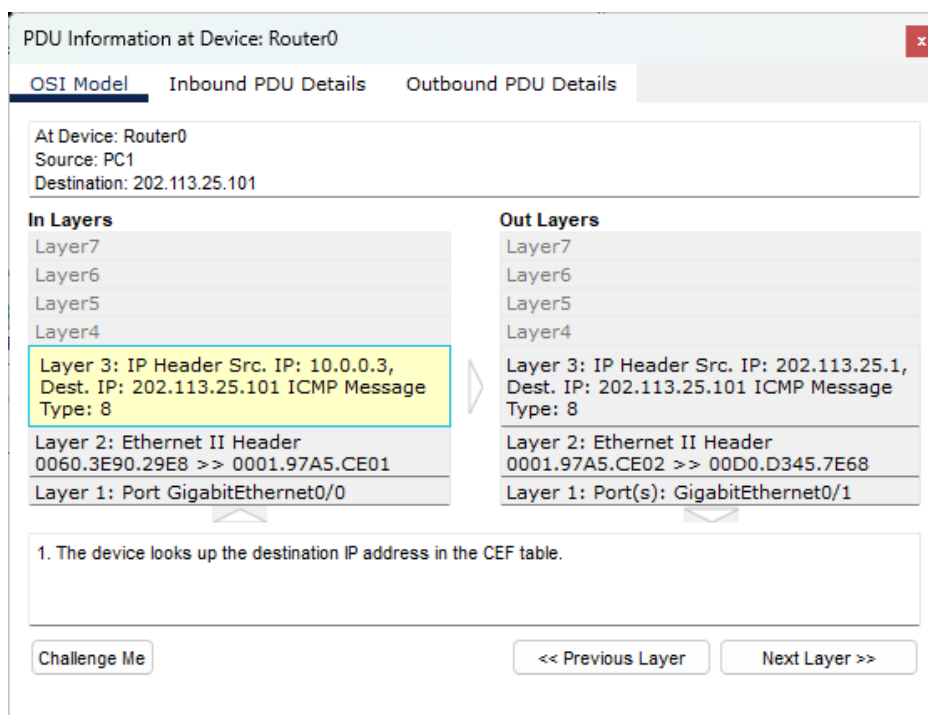 PDU Information at Device: Router0
x
OSI Model
Inbound PDU Details
Outbound PDU Details
At Device: Router0
Source: PC1
Destination: 202.113.25.101
In Layers
Layer7
Layer6
Layer5
Layer4
Layer 3: IP Header Src. IP: 10.0.0.3,
Dest. IP: 202.113.25.101 ICMP Message
Type: 8
Layer 2: Ethernet II Header
0060.3E90.29E8 >> 0001.97A5.CE01
Layer 1: Port GigabitEthernet0/0
Out Layers
Layer7
Layer6
Layer5
Layer4
Layer 3: IP Header Src. IP: 202.113.25.1,
Dest. IP: 202.113.25.101 ICMP Message
Type: 8
Layer 2: Ethernet II Header
0001.97A5.CE02 >> 00D0.D345.7E68
Layer 1: Port(s): GigabitEthernet0/1
1. The device looks up the destination IP address in the CEF table.
Challenge Me
<< Previous Layer
Next Layer >>